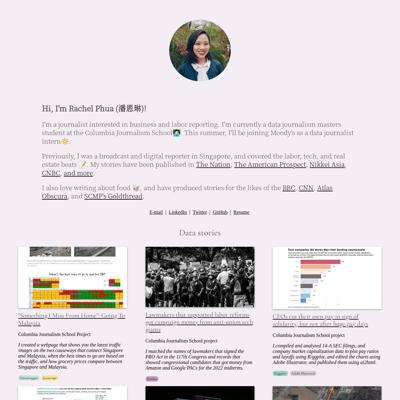 Hi, I'm Rachel Phua (潘恩琳)!
I'm a journalist interested in business and labor reporting. I'm currently a data journalism masters
student at the Columbia Journalism School👩🏻‍💻. This summer, I'll be joining Moody's as a data journalist
intern🔆.
Previously, I was a broadcast and digital reporter in Singapore, and covered the labor, tech, and real
estate beats 📝. My stories have been published in The Nation, The American Prospect, Nikkei Asia,
CNBC, and more.
I also love writing about food 🥡, and have produced stories for the likes of the BBC, CNN, Atlas
Obscura, and SCMP's Goldthread.
E-mail | LinkedIn | Twitter | GitHub | Resume
Data stories
"Something I Miss From Home": Going To
Malaysia
Columbia Journalism School Project
I created a webpage that shows you the latest traffic
images on the two causeways that connect Singapore
and Malaysia, when the best times to go are based on
the traffic, and how do grocery prices compare between
Singapore and Malaysia.
Lawmakers that supported labor reforms
got campaign money from anti-union tech
giants
Columbia Journalism School Project
I matched the names of lawmakers that signed the
PRO Act in the 117th Congress and records that
showed congressional candidates that got money from
Amazon and Google PACs for the 2022 midterms.
CEOs cut their own pay in sign of
solidarity, but not after huge pay days
Columbia Journalism School Project
I compiled and analysed 14-A SEC filings, and
company market capitalization data to plot pay ratios
and layoffs using #ggplot, and edited the charts using
Adobe Illustrator, and published them using ai2html.